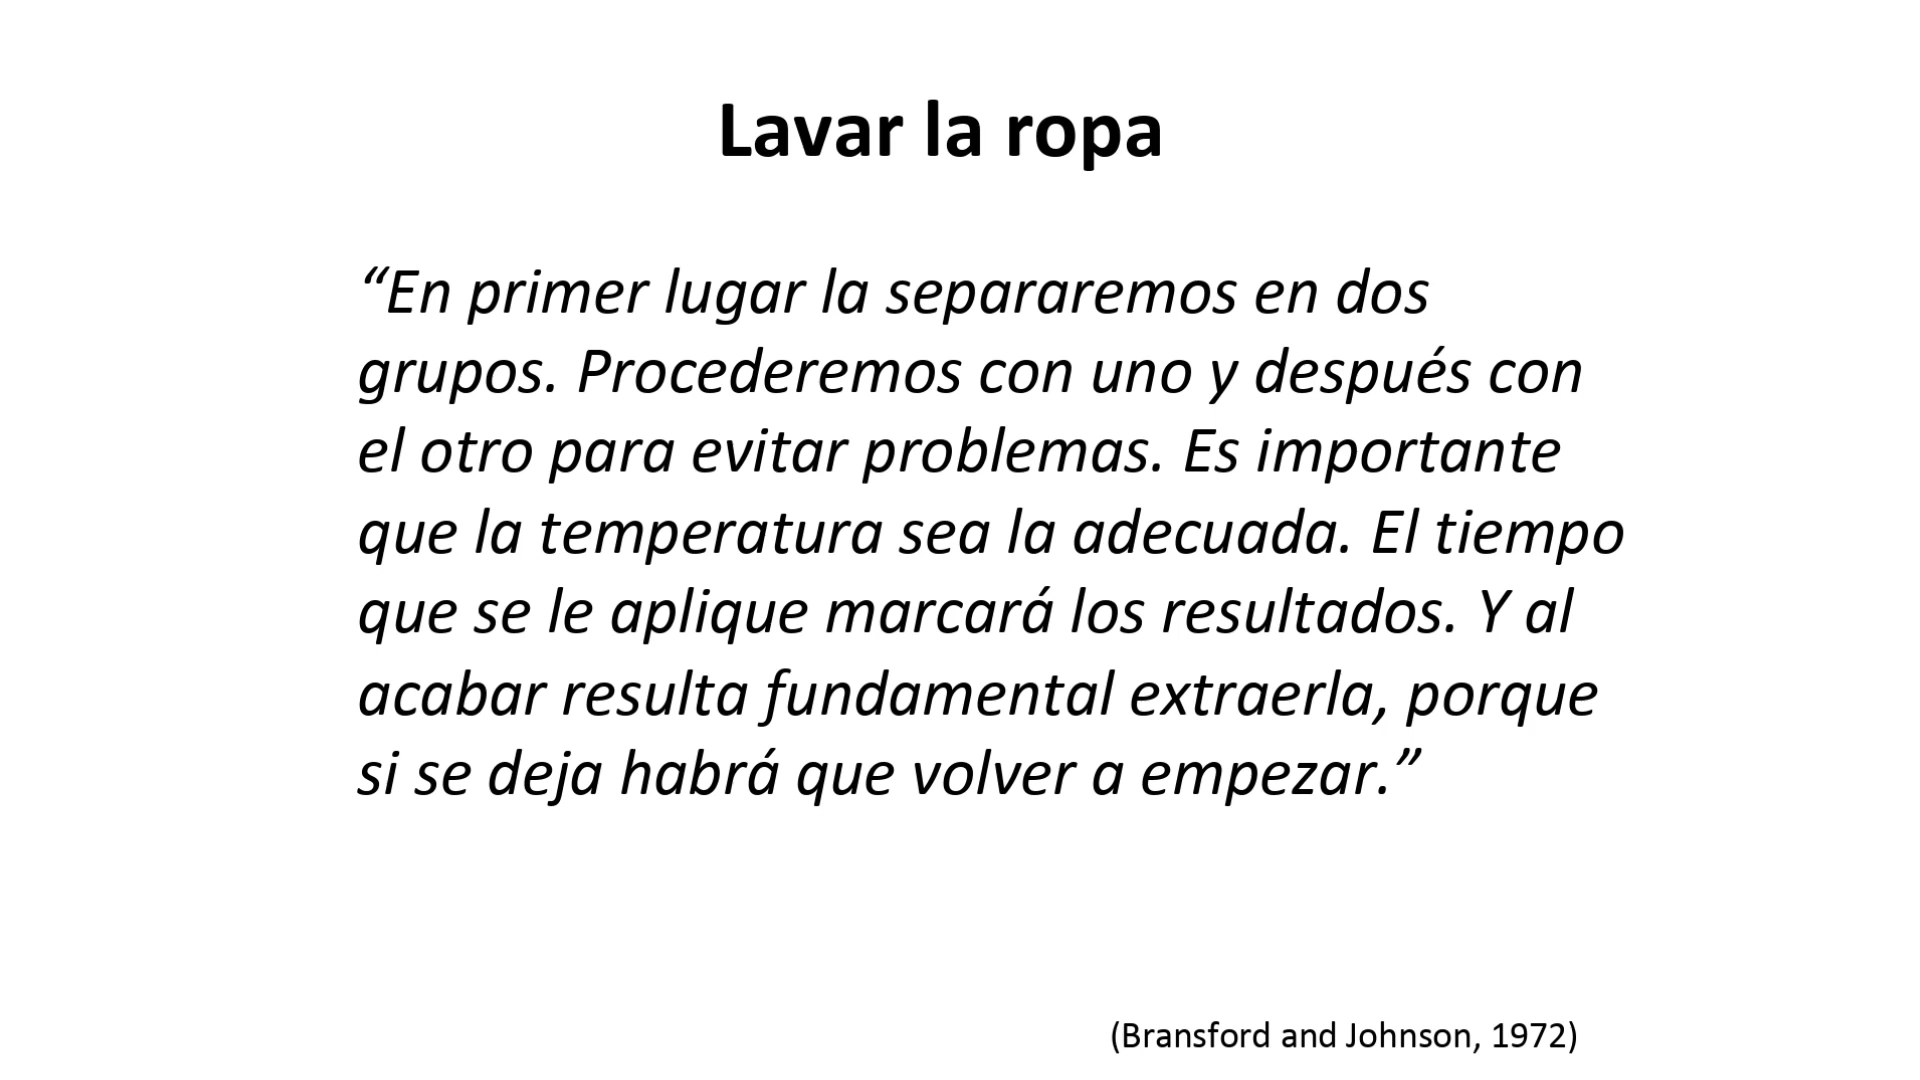 Lavar la ropa
“En primer lugar la separaremos en dos
grupos. Procederemos con uno y después con
el otro para evitar problemas. Es importante
que la temperatura sea la adecuada. El tiempo
que se le aplique marcará los resultados. Y al
acabar resulta fundamental extraerla, porque
si se deja habrá que volver a empezar.”
(Bransford and Johnson, 1972)